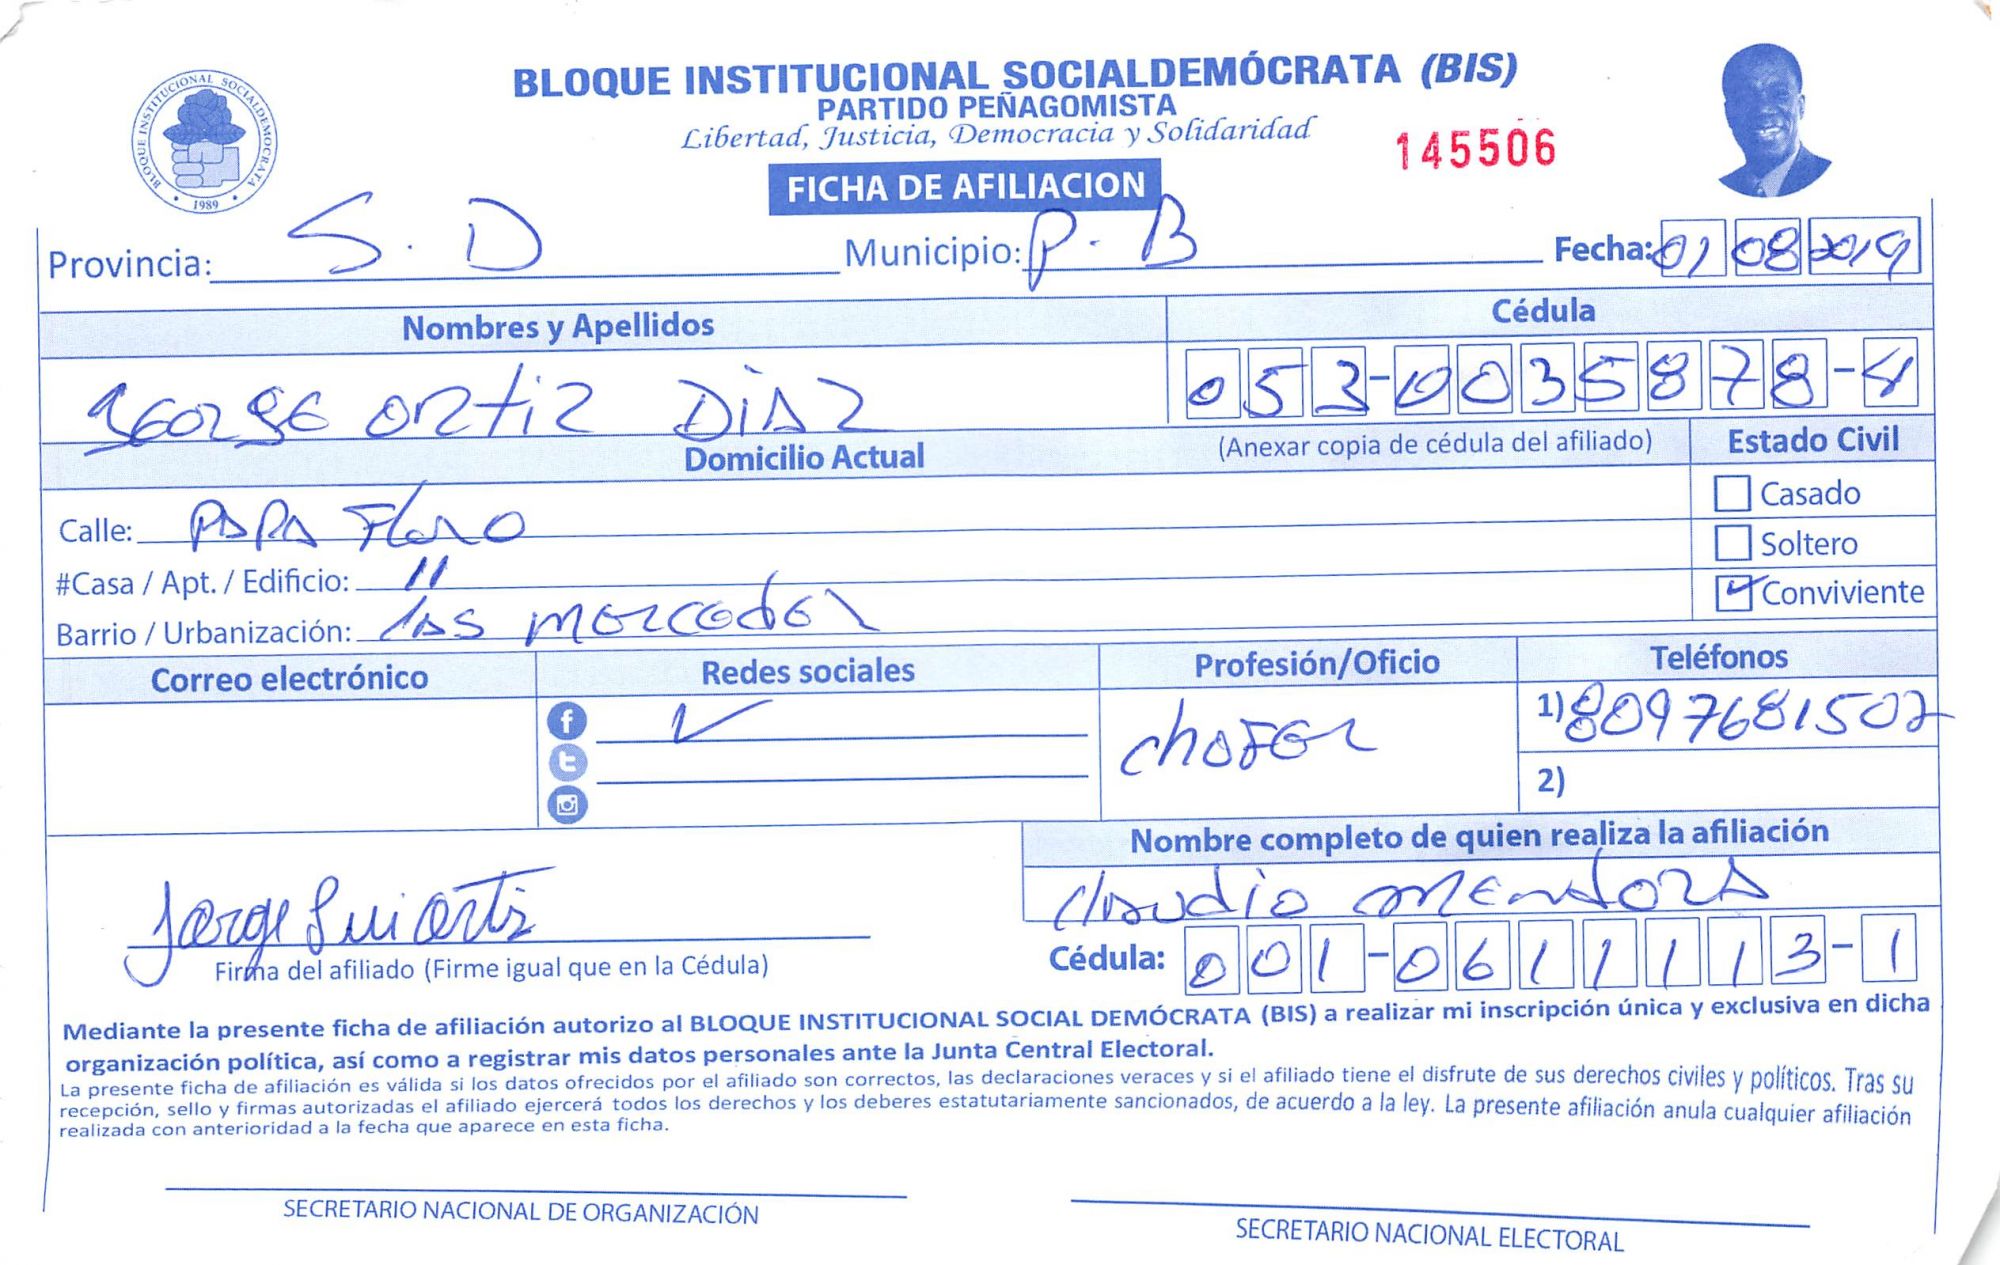 BLOQUE INSTITUCIONAL SOCIALDEMÓCRATA (BIS)
PARTIDO PEÑAGOMISTA
Libertad, Justicia, Democracia y Solidaridad
145506
FICHA DE AFILIACION
BLOQUE INSTITUCIONAL SOCIALDEMOCRATA
1989
Provincia: S. D Municipio: P. B Fecha: 01 08 2019
Nombres y Apellidos Cédula
ORtiz DiAz 053-0035878-4
Domicilio Actual (Anexar copia de cédula del afiliado) Estado Civil
Casado
Calle: PAPA Floro
Soltero
#Casa / Apt. / Edificio: 11
Conviviente
Barrio / Urbanización: las mercedes
Correo electrónico Redes sociales Profesión/Oficio Teléfonos
choFer 1) 8097681502
2)
Nombre completo de quien realiza la afiliación
Claudio mendoza
Jorge Lui Ortiz
Firma del afiliado (Firme igual que en la Cédula)
Cédula: 001-0611113-1
Mediante la presente ficha de afiliación autorizo al BLOQUE INSTITUCIONAL SOCIAL DEMÓCRATA (BIS) a realizar mi inscripción única y exclusiva en dicha
organización política, así como a registrar mis datos personales ante la Junta Central Electoral.
La presente ficha de afiliación es válida si los datos ofrecidos por el afiliado son correctos, las declaraciones veraces y si el afiliado tiene el disfrute de sus derechos civiles y políticos. Tras su
recepción, sello y firmas autorizadas el afiliado ejercerá todos los derechos y los deberes estatutariamente sancionados, de acuerdo a la ley. La presente afiliación anula cualquier afiliación
realizada con anterioridad a la fecha que aparece en esta ficha.
SECRETARIO NACIONAL DE ORGANIZACIÓN
SECRETARIO NACIONAL ELECTORAL